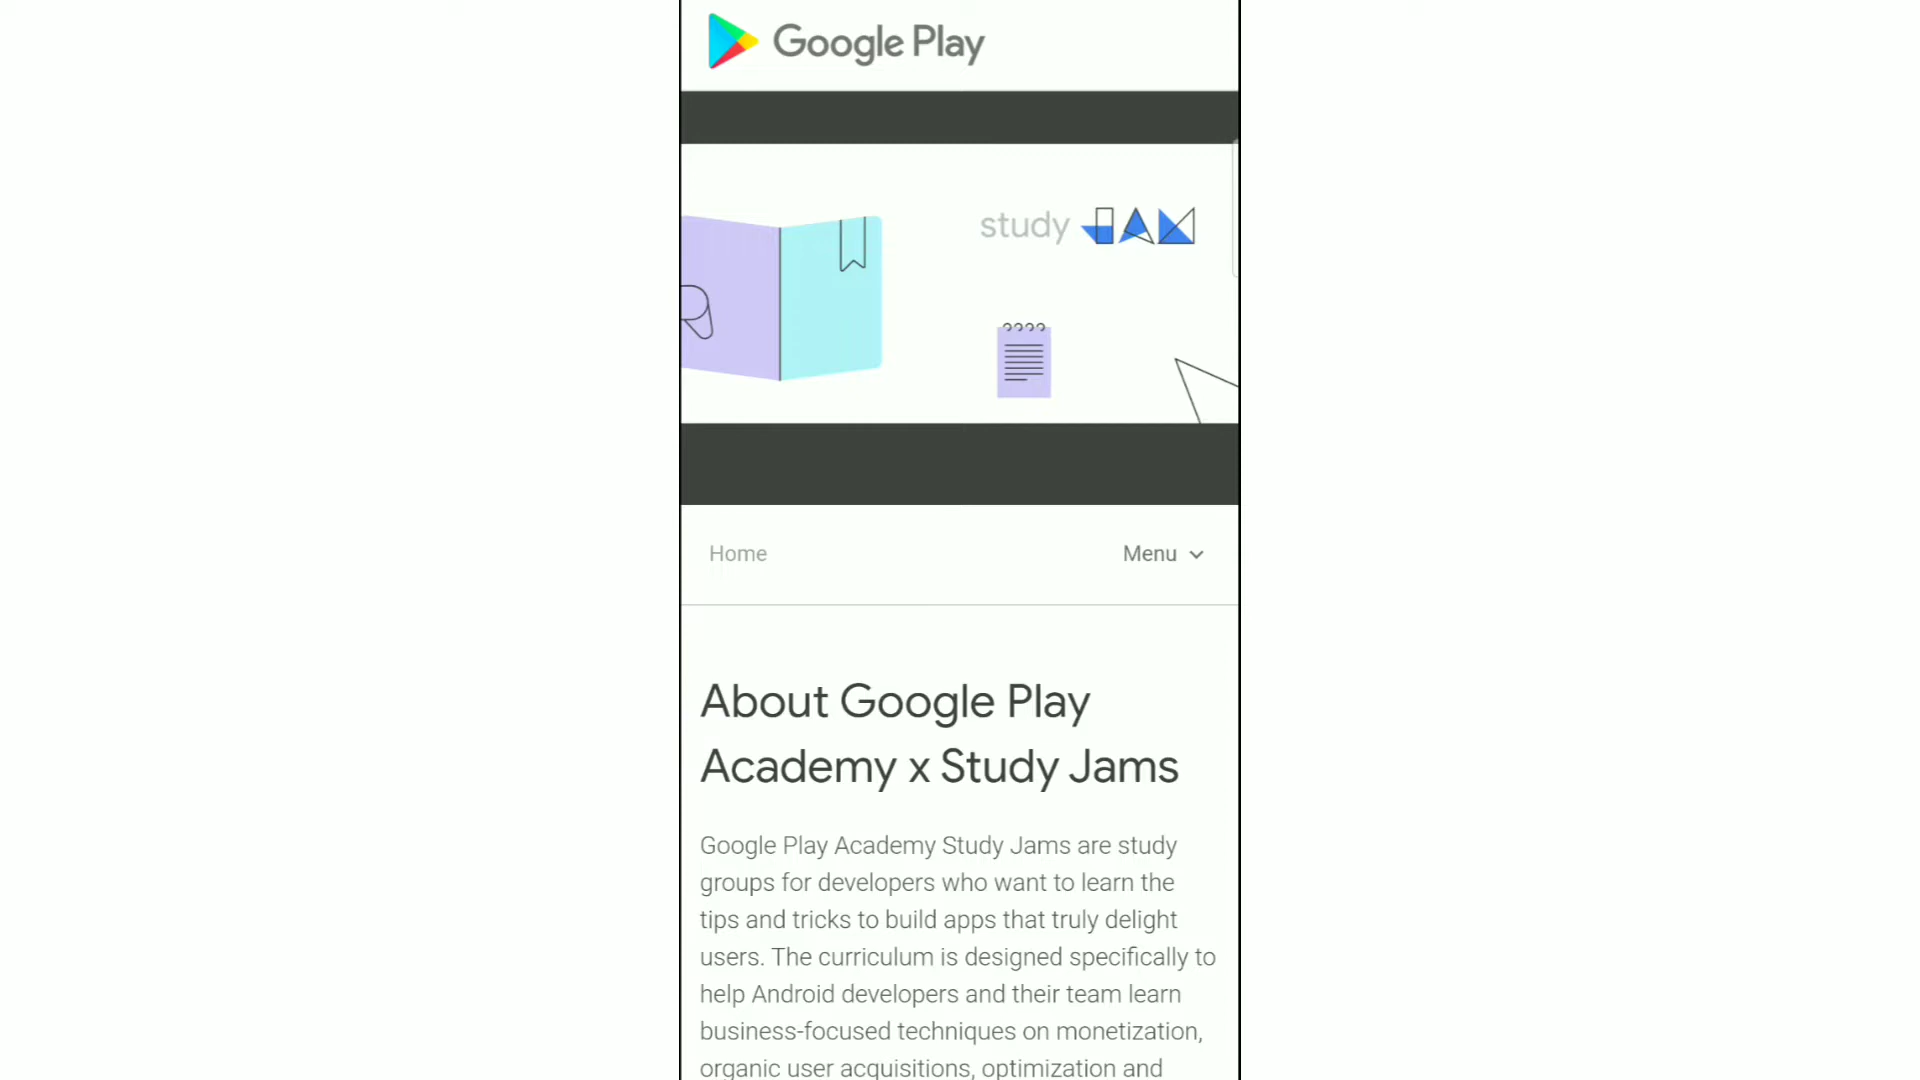 Google Play
study JAM
Home
Menu
About Google Play
Academy x Study Jams
Google Play Academy Study Jams are study
groups for developers who want to learn the
tips and tricks to build apps that truly delight
users. The curriculum is designed specifically to
help Android developers and their team learn
business-focused techniques on monetization,
organic user acquisitions, optimization and